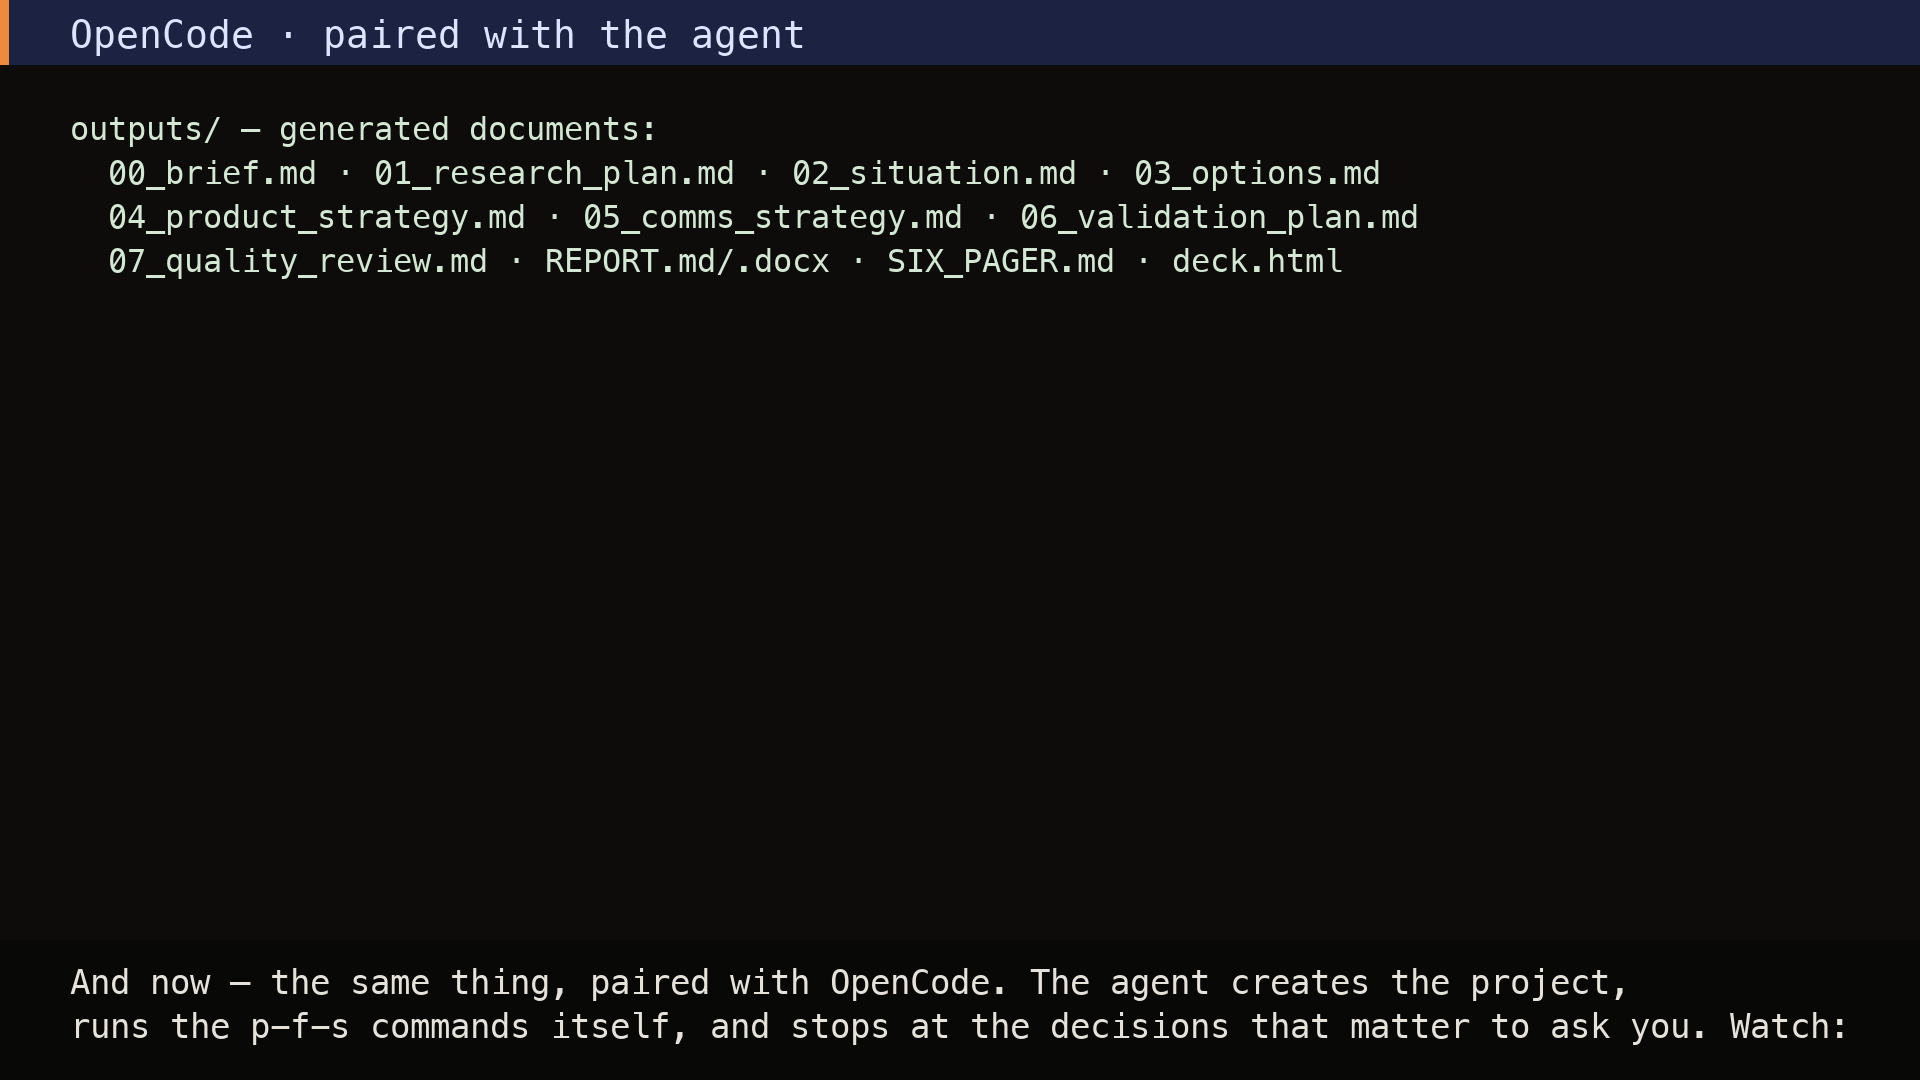 OpenCode · paired with the agent
outputs/ — generated documents:
00_brief.md · 01_research_plan.md · 02_situation.md · 03_options.md
04_product_strategy.md · 05_comms_strategy.md · 06_validation_plan.md
07_quality_review.md · REPORT.md/.docx · SIX_PAGER.md · deck.html
And now — the same thing, paired with OpenCode. The agent creates the project,
runs the p-f-s commands itself, and stops at the decisions that matter to ask you. Watch: